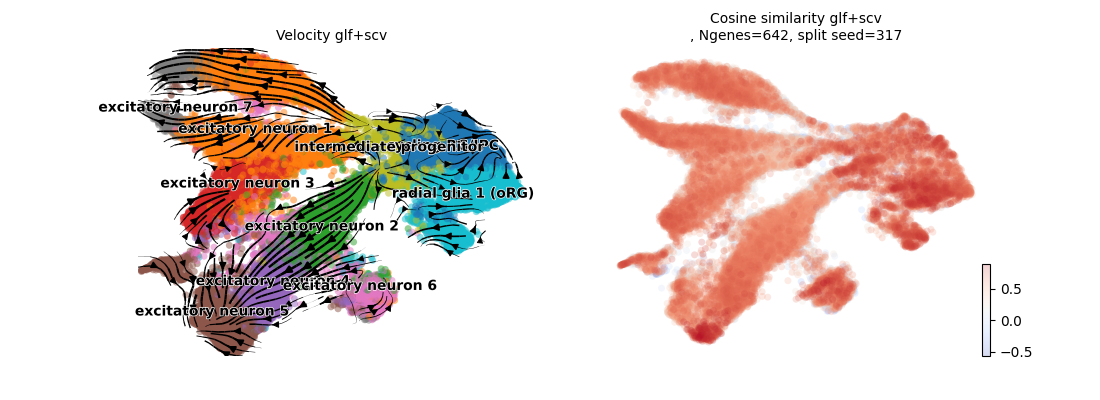 Velocity glf+scv
excitatory neuron 7
excitatory neuron 1
intermediate progenitor
excitatory neuron 3
radial glia 1 (oRG)
excitatory neuron 2
excitatory neuron 4
excitatory neuron 6
excitatory neuron 5
Cosine similarity glf+scv
, Ngenes=642, split seed=317
0.5
0.0
−0.5